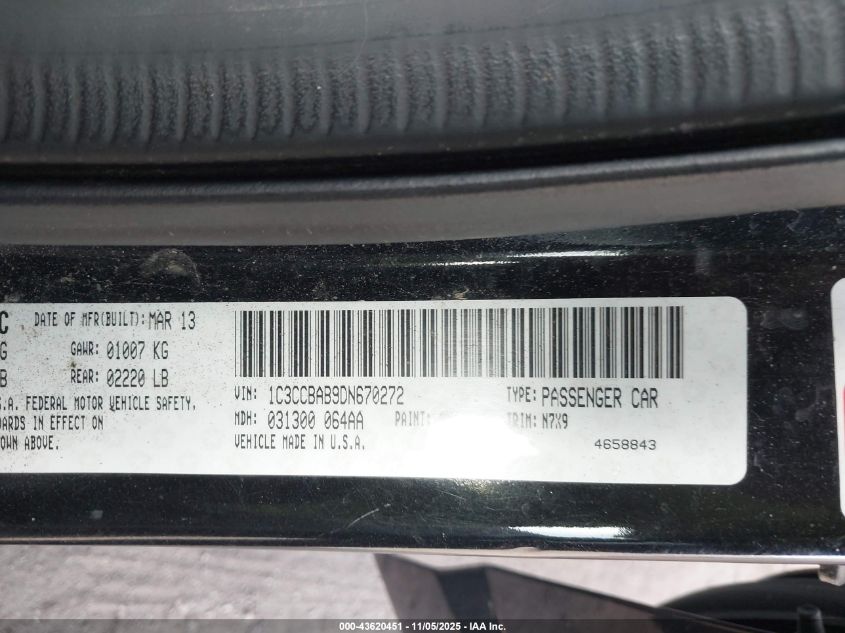 C DATE OF MFR(BUILT): MAR 13
G GAWR: 01007 KG
B REAR: 02220 LB
S.A. FEDERAL MOTOR VEHICLE SAFETY,
ARDS IN EFFECT ON
OWN ABOVE.
VIN: 1C3CCBAB9DN670272 TYPE: PASSENGER CAR
MDH: 031300 064AA PAINT: TRIM: N7X9
VEHICLE MADE IN U.S.A. 4658843
000-43620451 - 11/05/2025 - IAA Inc.